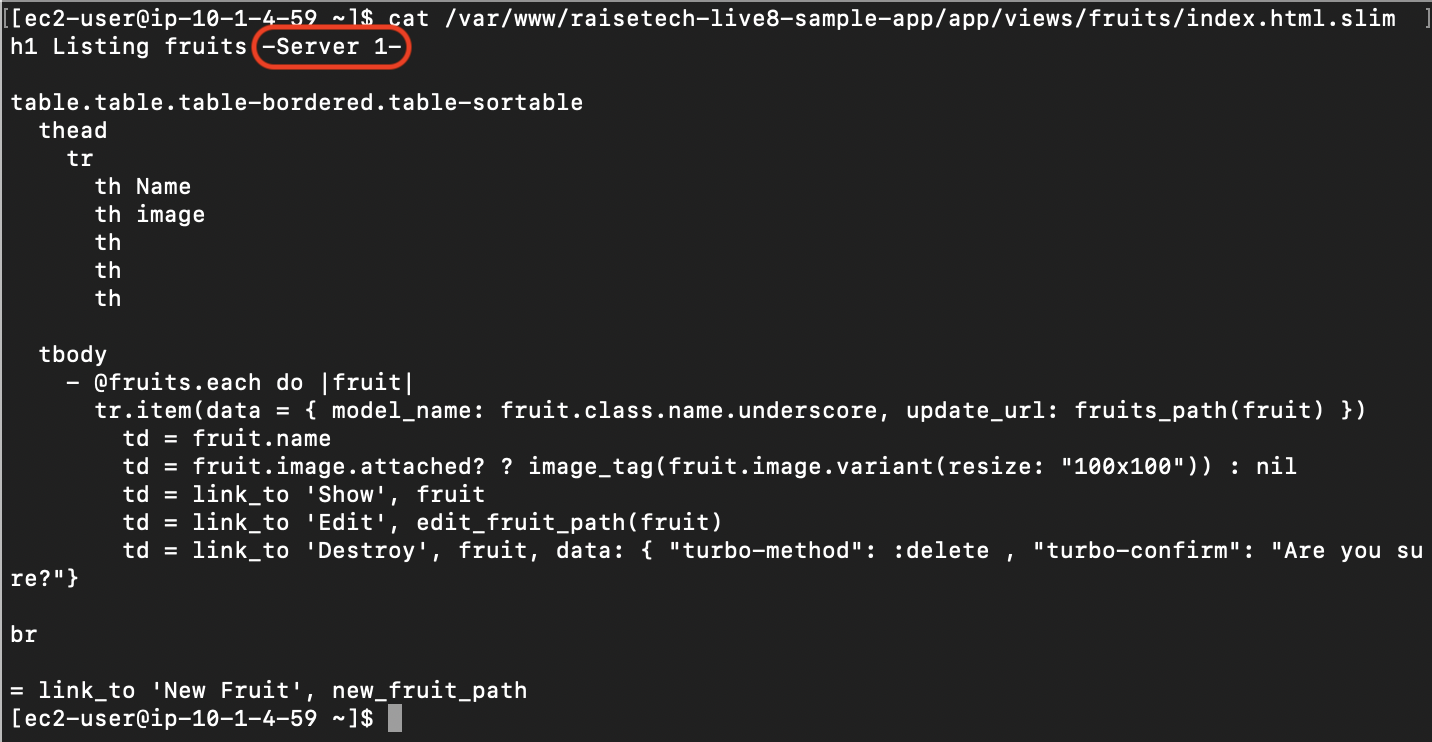 [ec2-user@ip-10-1-4-59 ~]$ cat /var/www/raisetech-live8-sample-app/app/views/fruits/index.html.slim
h1 Listing fruits -Server 1-

table.table.table-bordered.table-sortable
  thead
    tr
      th Name
      th image
      th
      th
      th

  tbody
    - @fruits.each do |fruit|
      tr.item(data = { model_name: fruit.class.name.underscore, update_url: fruits_path(fruit) })
        td = fruit.name
        td = fruit.image.attached? ? image_tag(fruit.image.variant(resize: "100x100")) : nil
        td = link_to 'Show', fruit
        td = link_to 'Edit', edit_fruit_path(fruit)
        td = link_to 'Destroy', fruit, data: { "turbo-method": :delete , "turbo-confirm": "Are you su
re?"}

br

= link_to 'New Fruit', new_fruit_path
[ec2-user@ip-10-1-4-59 ~]$